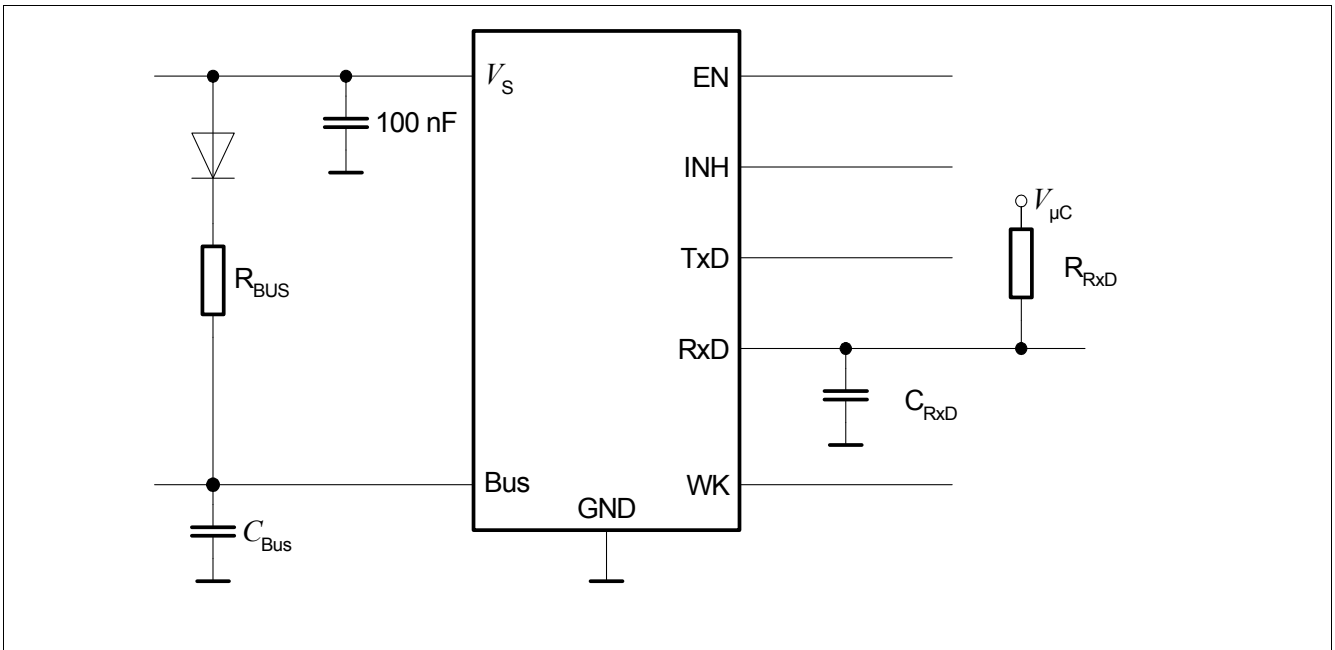 VS
EN
100 nF
INH
VµC
TxD
RRxD
RBUS
RxD
CRxD
Bus
WK
GND
CBus